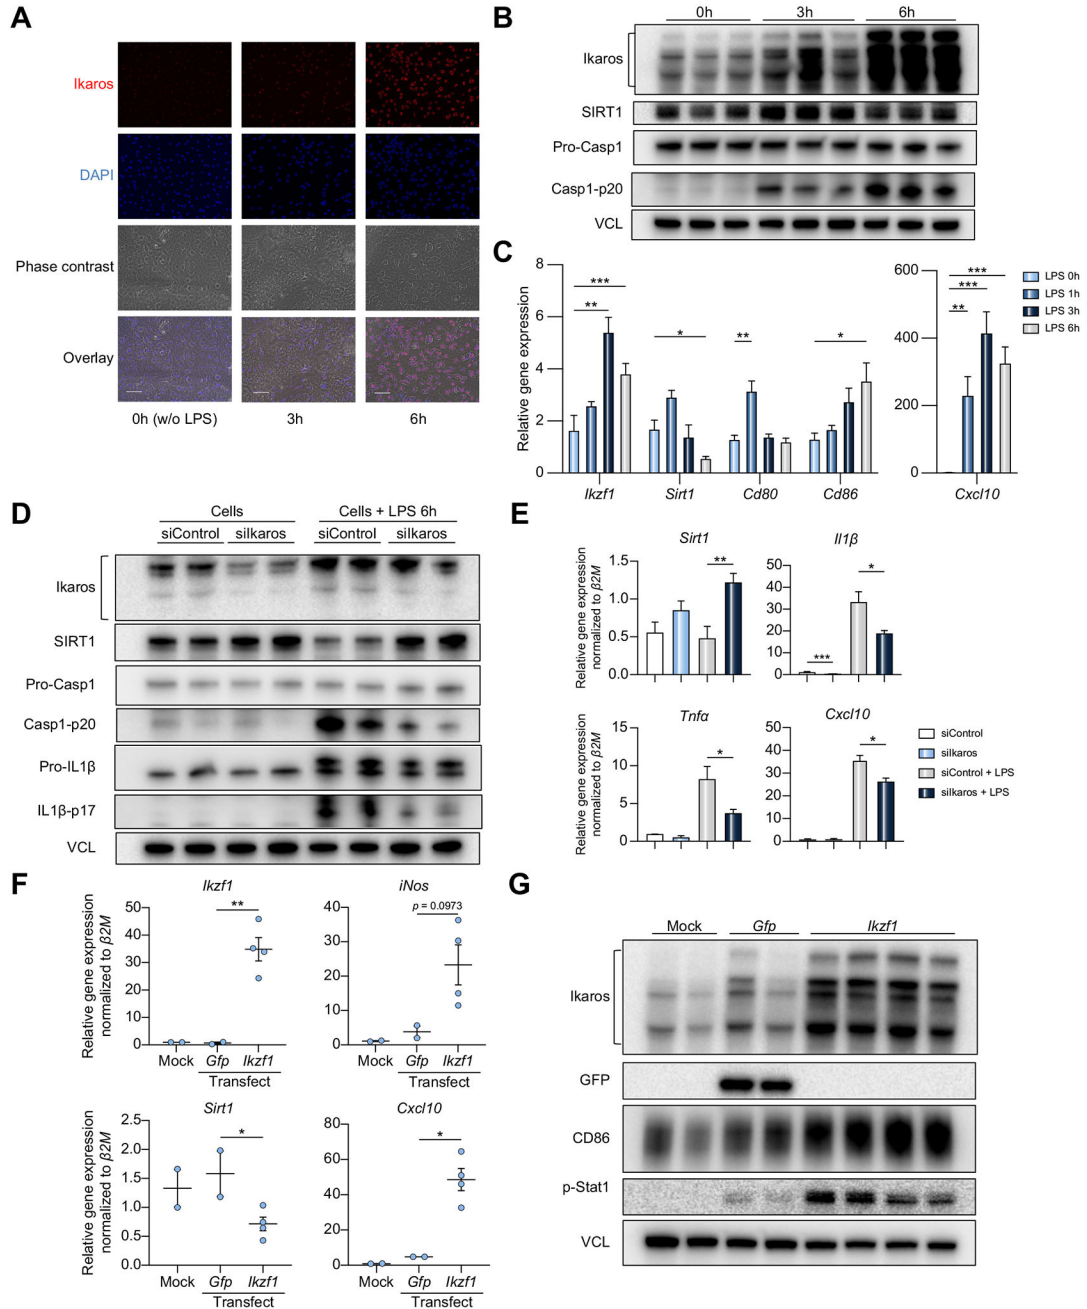 A
Ikaros
DAPI
Phase contrast
Overlay
0h (w/o LPS)
3h
6h
B
0h
3h
6h
Ikaros
SIRT1
Pro-Casp1
Casp1-p20
VCL
C
Relative gene expression
8
6
4
2
0
***
**
*
**
*
Ikzf1
Sirt1
Cd80
Cd86
600
400
200
0
***
***
**
Cxcl10
LPS 0h
LPS 1h
LPS 3h
LPS 6h
D
Cells
Cells + LPS 6h
siControl
siIkaros
siControl
siIkaros
Ikaros
SIRT1
Pro-Casp1
Casp1-p20
Pro-IL1β
IL1β-p17
VCL
E
Sirt1
Relative gene expression
normalized to β2M
1.5
1.0
0.5
0.0
**
Il1β
50
40
30
20
10
0
***
*
Tnfα
Relative gene expression
normalized to β2M
15
10
5
0
*
Cxcl10
50
40
30
20
10
0
*
siControl
siIkaros
siControl + LPS
siIkaros + LPS
F
Ikzf1
Relative gene expression
normalized to β2M
50
40
30
20
10
0
**
Mock
Gfp
Ikzf1
Transfect
iNos
40
30
20
10
0
p = 0.0973
Mock
Gfp
Ikzf1
Transfect
Sirt1
Relative gene expression
normalized to β2M
2.5
2.0
1.5
1.0
0.5
0.0
*
Mock
Gfp
Ikzf1
Transfect
Cxcl10
80
60
40
20
0
*
Mock
Gfp
Ikzf1
Transfect
G
Mock
Gfp
Ikzf1
Ikaros
GFP
CD86
p-Stat1
VCL